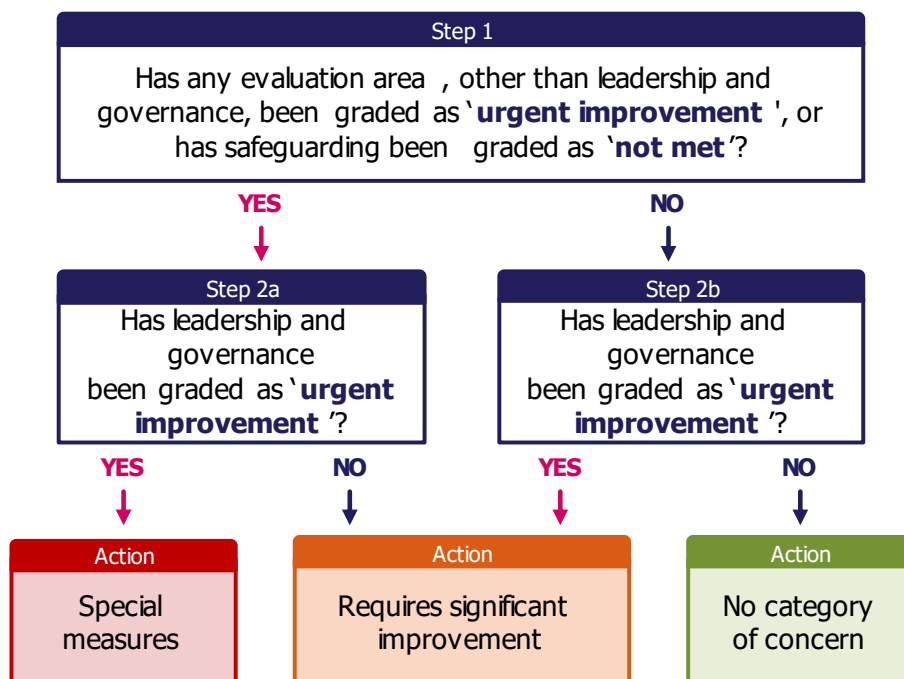 Step 1
Has any evaluation area , other than leadership and
governance, been graded as ‘urgent improvement ', or
has safeguarding been graded as ‘not met’?
YES
NO
Step 2a
Has leadership and
governance
been graded as ‘urgent
improvement ’?
Step 2b
Has leadership and
governance
been graded as ‘urgent
improvement ’?
YES
NO
YES
NO
Action
Special
measures
Action
Requires significant
improvement
Action
No category
of concern